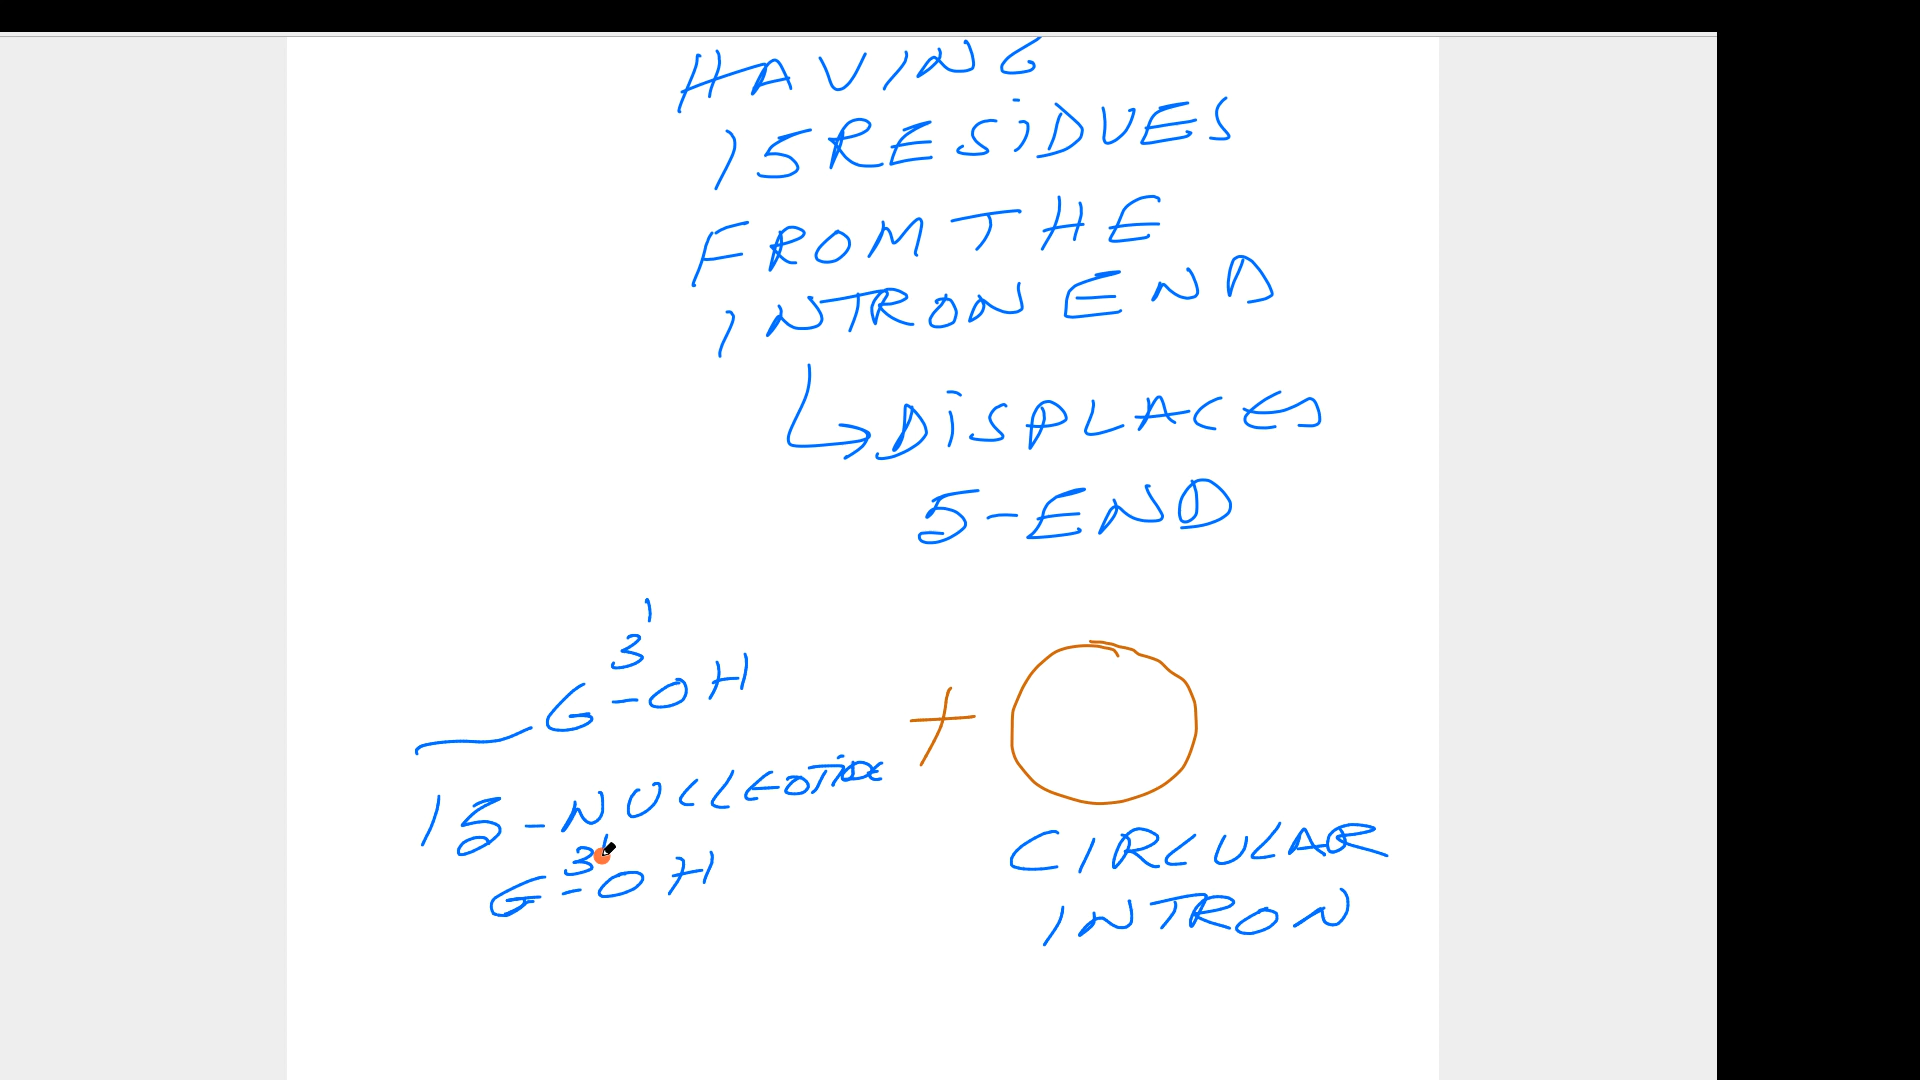 HAVING
15 RESIDUES
FROM THE
INTRON END
DISPLACES
5-END
3'
G-OH
+
15-NUCLEOTIDE
3'
G-OH
CIRCULAR
INTRON